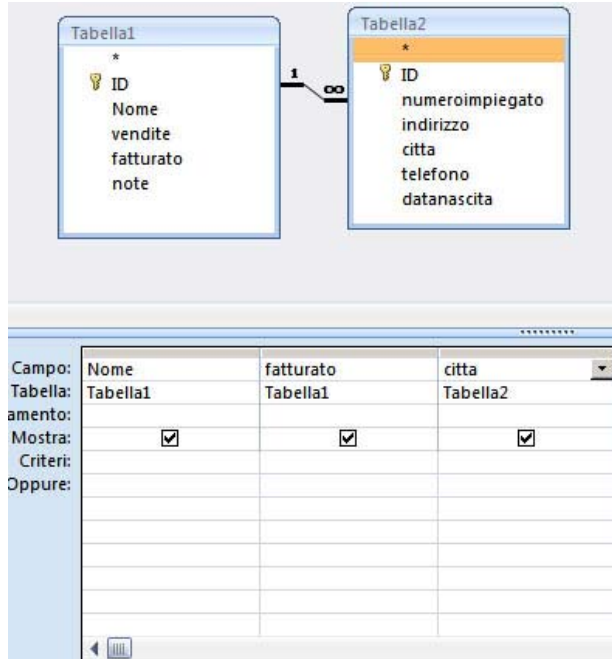 Tabella1
*
ID
Nome
vendite
fatturato
note
1 ∞
Tabella2
*
ID
numeroimpiegato
indirizzo
citta
telefono
datanascita
Campo: Nome fatturato citta
Tabella: Tabella1 Tabella1 Tabella2
amento:
Mostra:
Criteri:
Oppure: